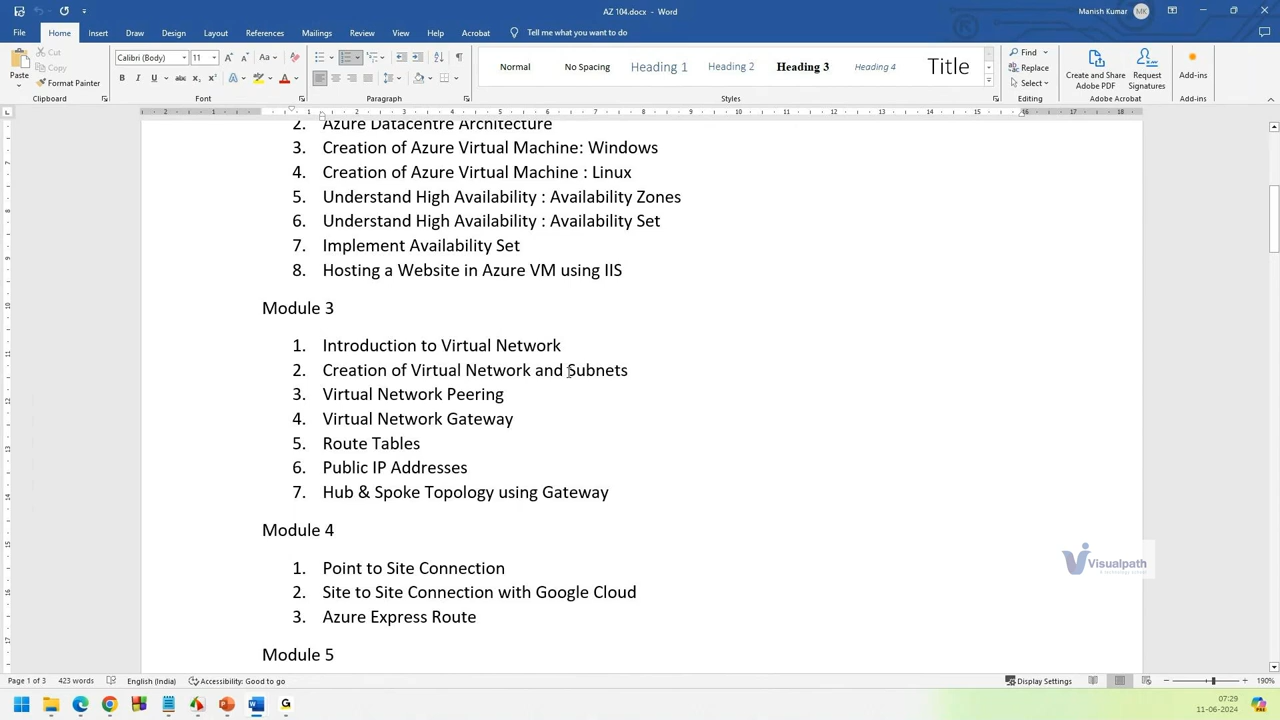 AZ 104.docx - Word
Manish Kumar MK
File Home Insert Draw Design Layout References Mailings Review View Help Acrobat Tell me what you want to do
Paste Cut Copy Format Painter Clipboard
Calibri (Body) 11 Font
Paragraph
Normal No Spacing Heading 1 Heading 2 Heading 3 Heading 4 Title Styles
Find Replace Select Editing
Create and Share Adobe PDF Request Signatures Adobe Acrobat
Add-ins Add-ins
2. Azure Datacentre Architecture
3. Creation of Azure Virtual Machine: Windows
4. Creation of Azure Virtual Machine : Linux
5. Understand High Availability : Availability Zones
6. Understand High Availability : Availability Set
7. Implement Availability Set
8. Hosting a Website in Azure VM using IIS
Module 3
1. Introduction to Virtual Network
2. Creation of Virtual Network and Subnets
3. Virtual Network Peering
4. Virtual Network Gateway
5. Route Tables
6. Public IP Addresses
7. Hub & Spoke Topology using Gateway
Module 4
1. Point to Site Connection
2. Site to Site Connection with Google Cloud
3. Azure Express Route
Visualpath
Module 5
Page 1 of 3 423 words English (India) Accessibility: Good to go Display Settings 190%
07:29
11-06-2024